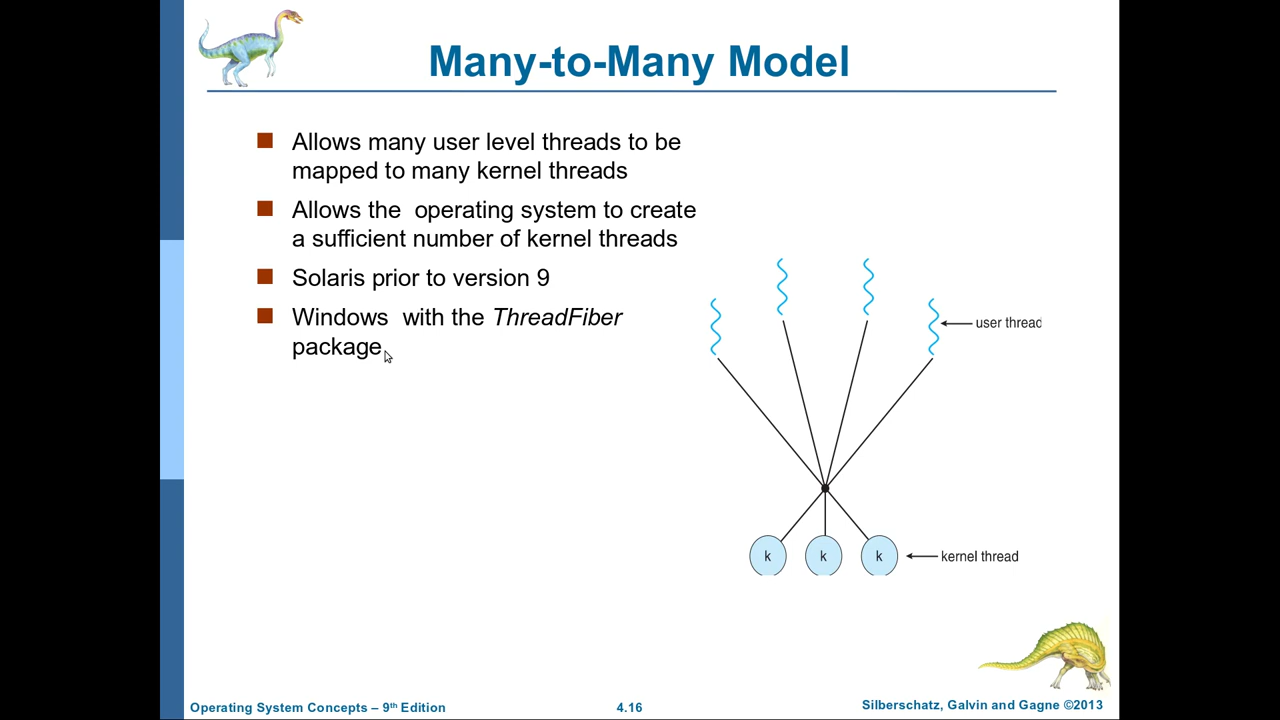 Many-to-Many Model
Allows many user level threads to be
mapped to many kernel threads
Allows the  operating system to create
a sufficient number of kernel threads
Solaris prior to version 9
Windows  with the ThreadFiber
package
user thread
k k k
kernel thread
Operating System Concepts – 9th Edition
4.16
Silberschatz, Galvin and Gagne ©2013